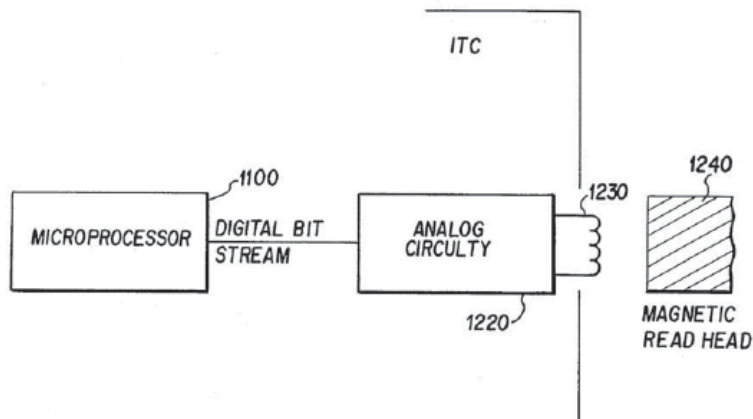 ITC
1100
MICROPROCESSOR
DIGITAL BIT
STREAM
ANALOG
CIRCULTY
1220
1230
1240
MAGNETIC
READ HEAD